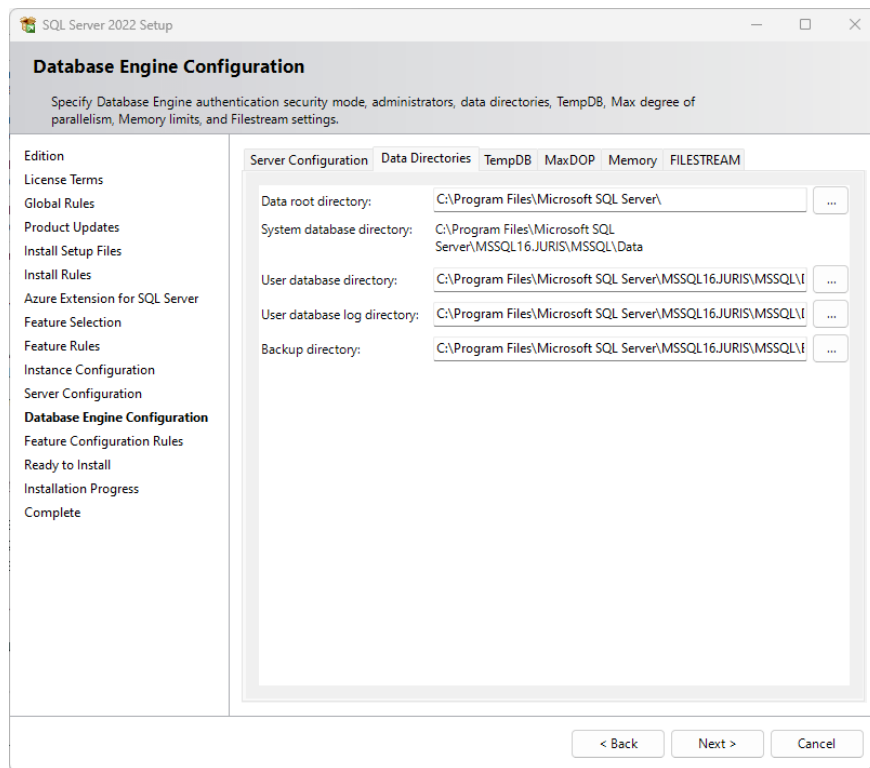 SQL Server 2022 Setup
Database Engine Configuration
Specify Database Engine authentication security mode, administrators, data directories, TempDB, Max degree of
parallelism, Memory limits, and Filestream settings.
Edition
License Terms
Global Rules
Product Updates
Install Setup Files
Install Rules
Azure Extension for SQL Server
Feature Selection
Feature Rules
Instance Configuration
Server Configuration
Database Engine Configuration
Feature Configuration Rules
Ready to Install
Installation Progress
Complete
Server Configuration Data Directories TempDB MaxDOP Memory FILESTREAM
Data root directory: C:\Program Files\Microsoft SQL Server\ ...
System database directory: C:\Program Files\Microsoft SQL
Server\MSSQL16.JURIS\MSSQL\Data
User database directory: C:\Program Files\Microsoft SQL Server\MSSQL16.JURIS\MSSQL\ ...
User database log directory: C:\Program Files\Microsoft SQL Server\MSSQL16.JURIS\MSSQL\ ...
Backup directory: C:\Program Files\Microsoft SQL Server\MSSQL16.JURIS\MSSQL\ ...
< Back Next > Cancel